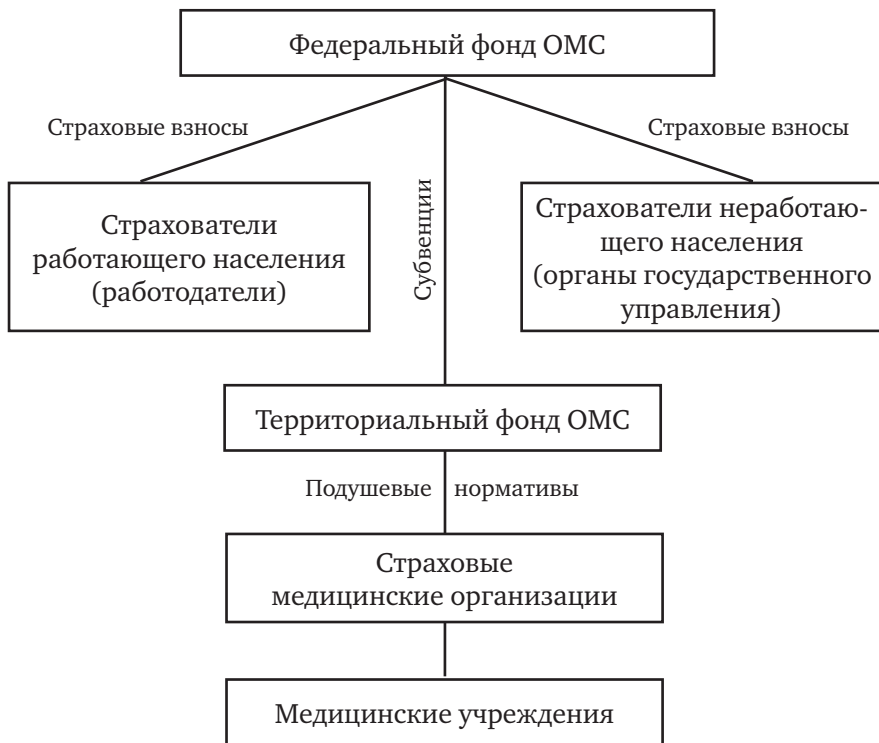 Федеральный фонд ОМС
Страховые взносы
Страховые взносы
Страхователи
работающего населения
(работодатели)
Субвенции
Страхователи неработаю-
щего населения
(органы государственного
управления)
Территориальный фонд ОМС
Подушевые нормативы
Страховые
медицинские организации
Медицинские учреждения